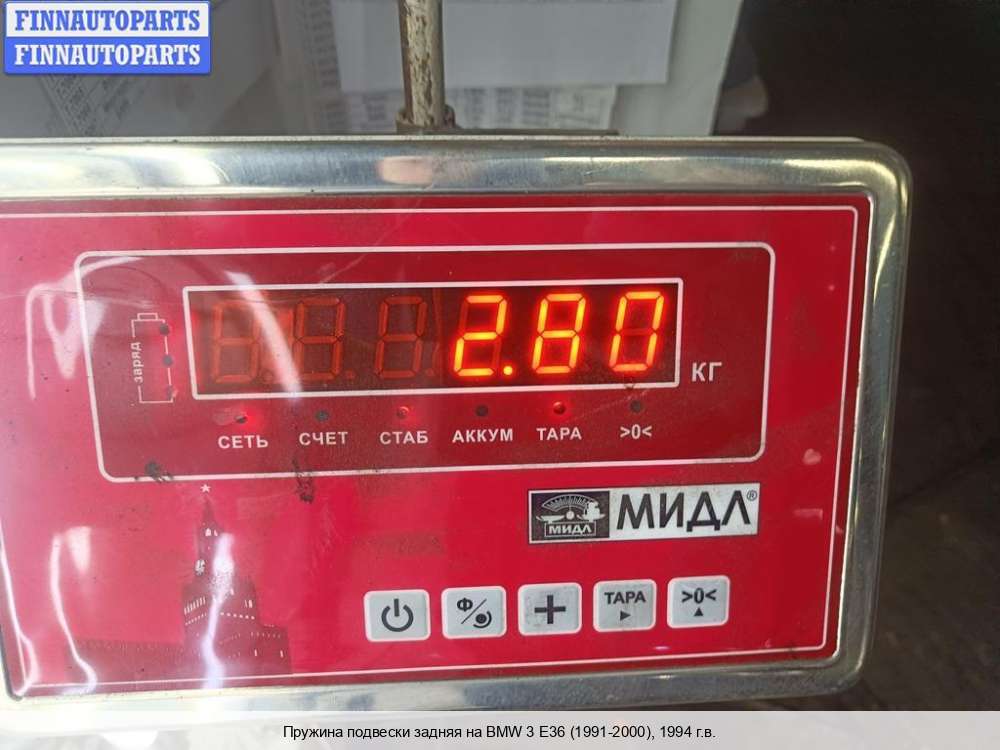 FINNAUTOPARTS
FINNAUTOPARTS
заряд
2.80
КГ
СЕТЬ СЧЕТ СТАБ АККУМ ТАРА >0<
МИДЛ МИДЛ®
Ф ТАРА >0<
Пружина подвески задняя на BMW 3 E36 (1991-2000), 1994 г.в.